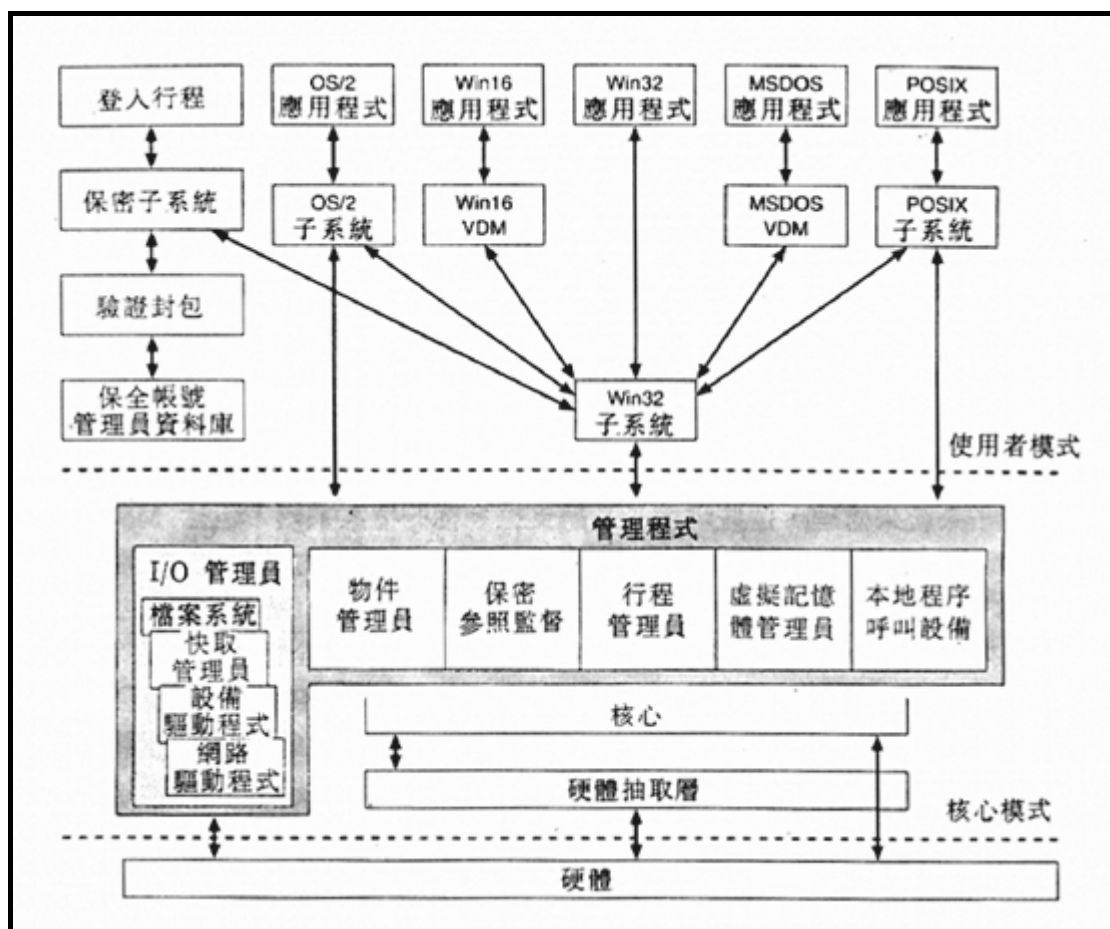 登入行程
OS/2
應用程式
Win16
應用程式
Win32
應用程式
MSDOS
應用程式
POSIX
應用程式
保密子系統
OS/2
子系統
Win16
VDM
MSDOS
VDM
POSIX
子系統
驗證封包
保全帳號
管理員資料庫
Win32
子系統
使用者模式
管理程式
I/O 管理員
檔案系統
快取
管理員
設備
驅動程式
網路
驅動程式
物件
管理員
保密
參照監督
行程
管理員
虛擬記憶
體管理員
本地程序
呼叫設備
核心
硬體抽取層
核心模式
硬體